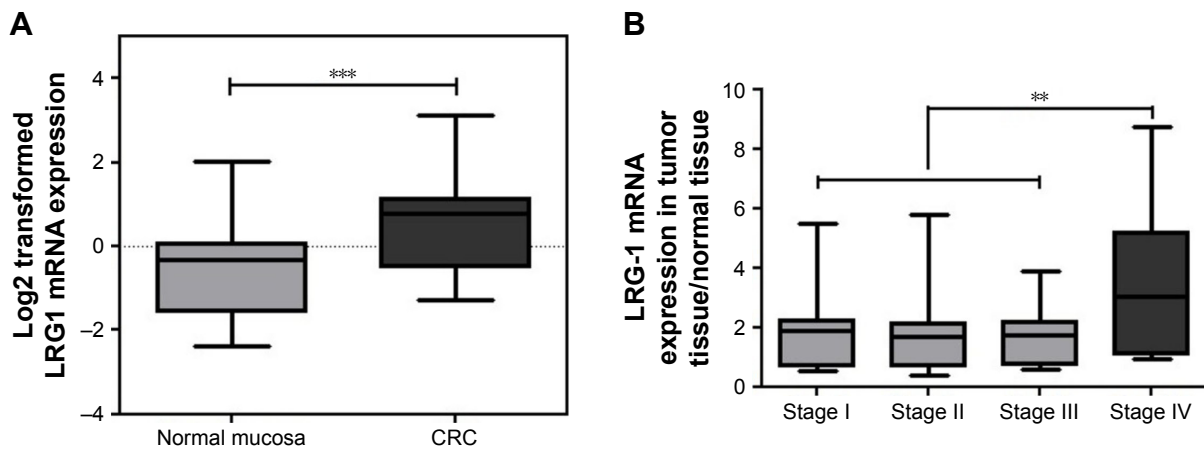 A
Log2 transformed
LRG1 mRNA expression
4
2
0
–2
–4
***
Normal mucosa
CRC
B
LRG-1 mRNA
expression in tumor
tissue/normal tissue
10
8
6
4
2
0
**
Stage I
Stage II
Stage III
Stage IV